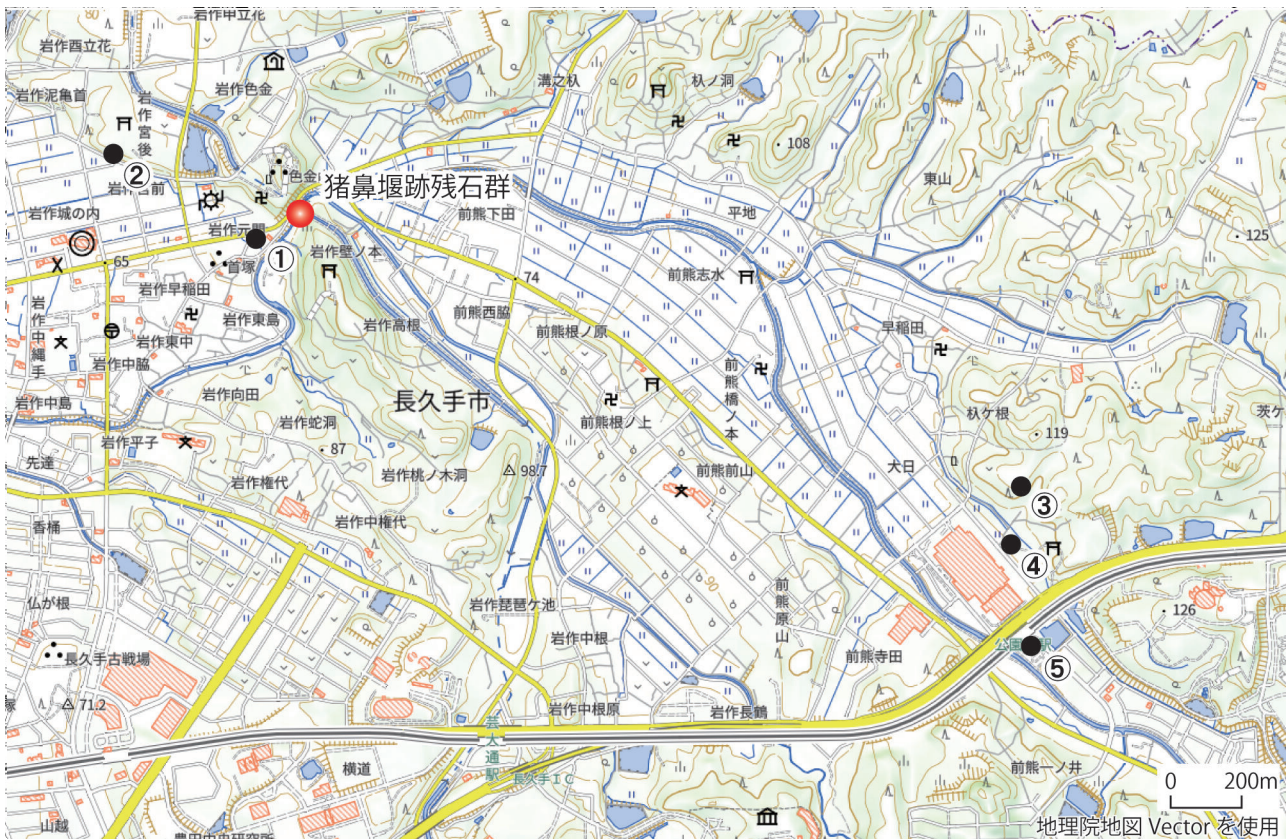 岩作申立花
岩作酉立花
岩作色金
岩作泥亀首
岩作宮後
溝之杁
杁ノ洞
108
東山
②
猪鼻堰跡残石群
岩作城の内
前熊下田
平地
125
岩作元門
①
岩作壁ノ本
65
首塚
74
前熊志水
岩作早稲田
岩作東島
岩作高根
前熊西脇
前熊根ノ原
早稲田
岩作中縄手
岩作東中
岩作中脇
前熊橋ノ本
岩作中島
岩作向田
長久手市
前熊根ノ上
杁ケ根
119
岩作平子
岩作蛇洞
87
先達
岩作権代
岩作桃ノ木洞
98.7
前熊前山
犬日
③
香桶
岩作中権代
④
仏が根
岩作琵琶ケ池
90
前熊原山
126
岩作中根
前熊寺田
⑤
長久手古戦場
71.2
岩作中根原
岩作長鶴
芸大通駅
横道
長久手IC
前熊一ノ井
0 200m
山越
豊田中央研究所
地理院地図 Vector を使用